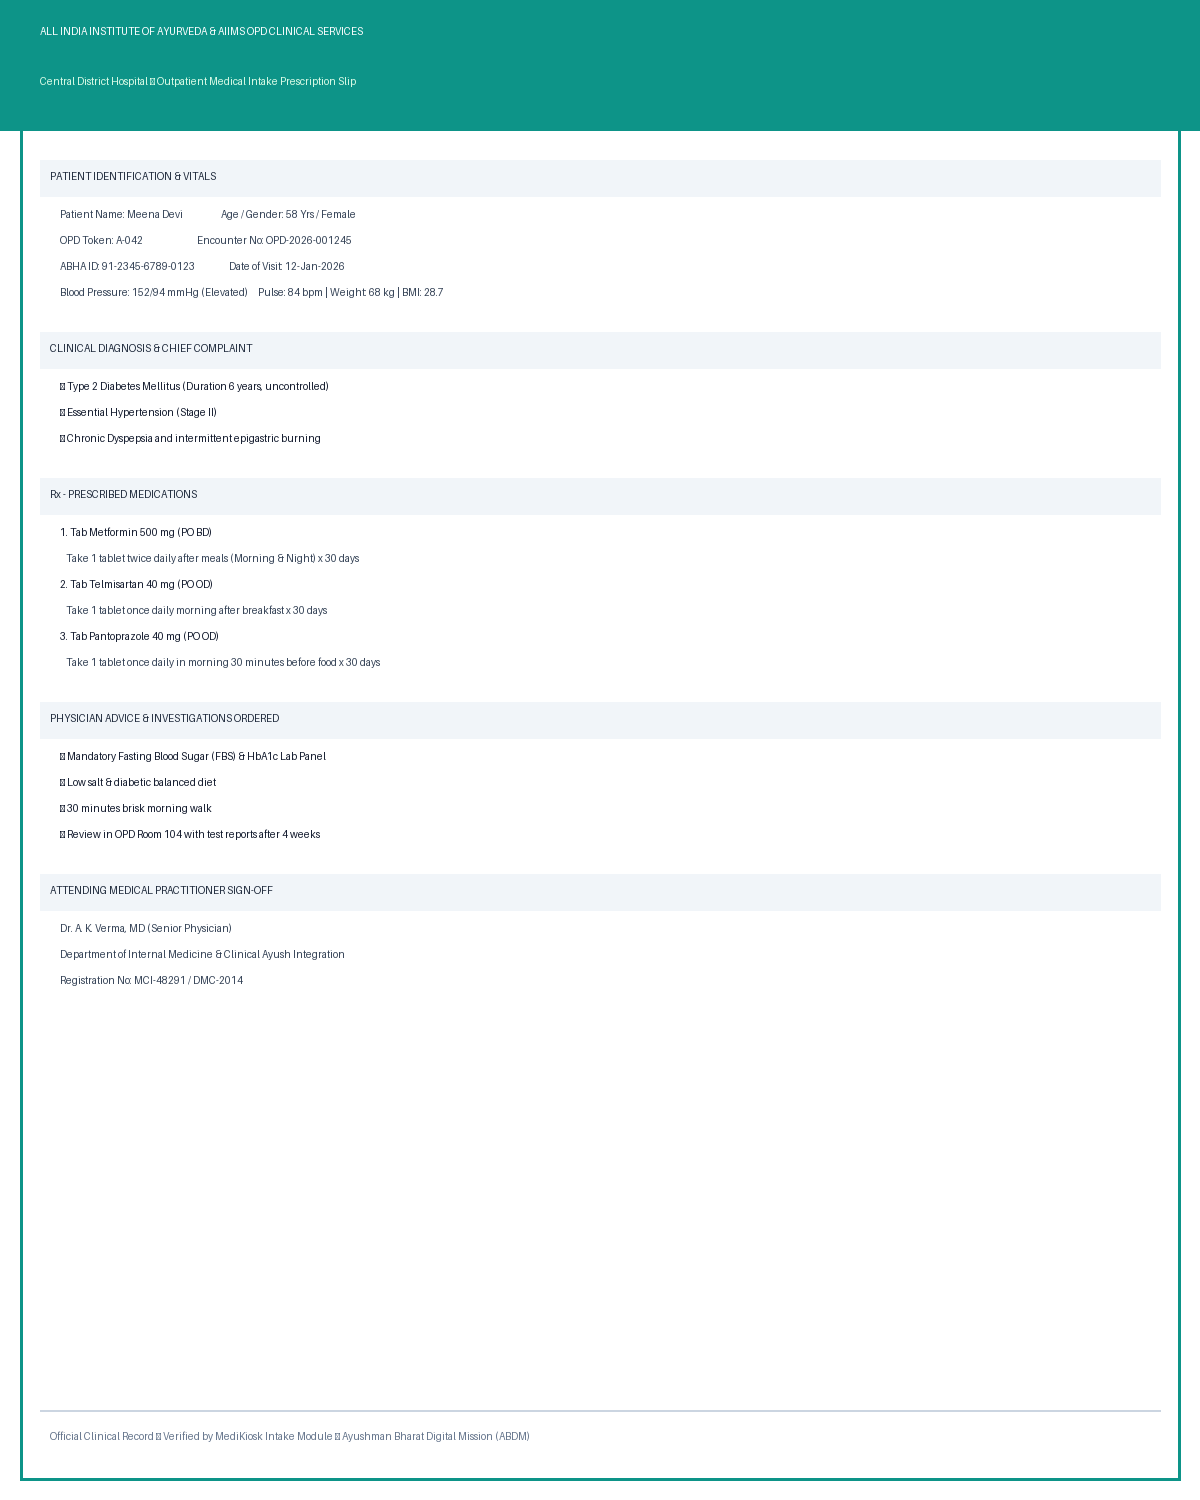 ALL INDIA INSTITUTE OF AYURVEDA & AIIMS OPD CLINICAL SERVICES
Central District Hospital Outpatient Medical Intake Prescription Slip
PATIENT IDENTIFICATION & VITALS
Patient Name: Meena Devi Age / Gender: 58 Yrs / Female
OPD Token: A-042 Encounter No: OPD-2026-001245
ABHA ID: 91-2345-6789-0123 Date of Visit: 12-Jan-2026
Blood Pressure: 152/94 mmHg (Elevated) Pulse: 84 bpm | Weight: 68 kg | BMI: 28.7
CLINICAL DIAGNOSIS & CHIEF COMPLAINT
Type 2 Diabetes Mellitus (Duration 6 years, uncontrolled)
Essential Hypertension (Stage II)
Chronic Dyspepsia and intermittent epigastric burning
Rx - PRESCRIBED MEDICATIONS
1. Tab Metformin 500 mg (PO BD)
Take 1 tablet twice daily after meals (Morning & Night) x 30 days
2. Tab Telmisartan 40 mg (PO OD)
Take 1 tablet once daily morning after breakfast x 30 days
3. Tab Pantoprazole 40 mg (PO OD)
Take 1 tablet once daily in morning 30 minutes before food x 30 days
PHYSICIAN ADVICE & INVESTIGATIONS ORDERED
Mandatory Fasting Blood Sugar (FBS) & HbA1c Lab Panel
Low salt & diabetic balanced diet
30 minutes brisk morning walk
Review in OPD Room 104 with test reports after 4 weeks
ATTENDING MEDICAL PRACTITIONER SIGN-OFF
Dr. A. K. Verma, MD (Senior Physician)
Department of Internal Medicine & Clinical Ayush Integration
Registration No: MCI-48291 / DMC-2014
Official Clinical Record Verified by MediKiosk Intake Module Ayushman Bharat Digital Mission (ABDM)